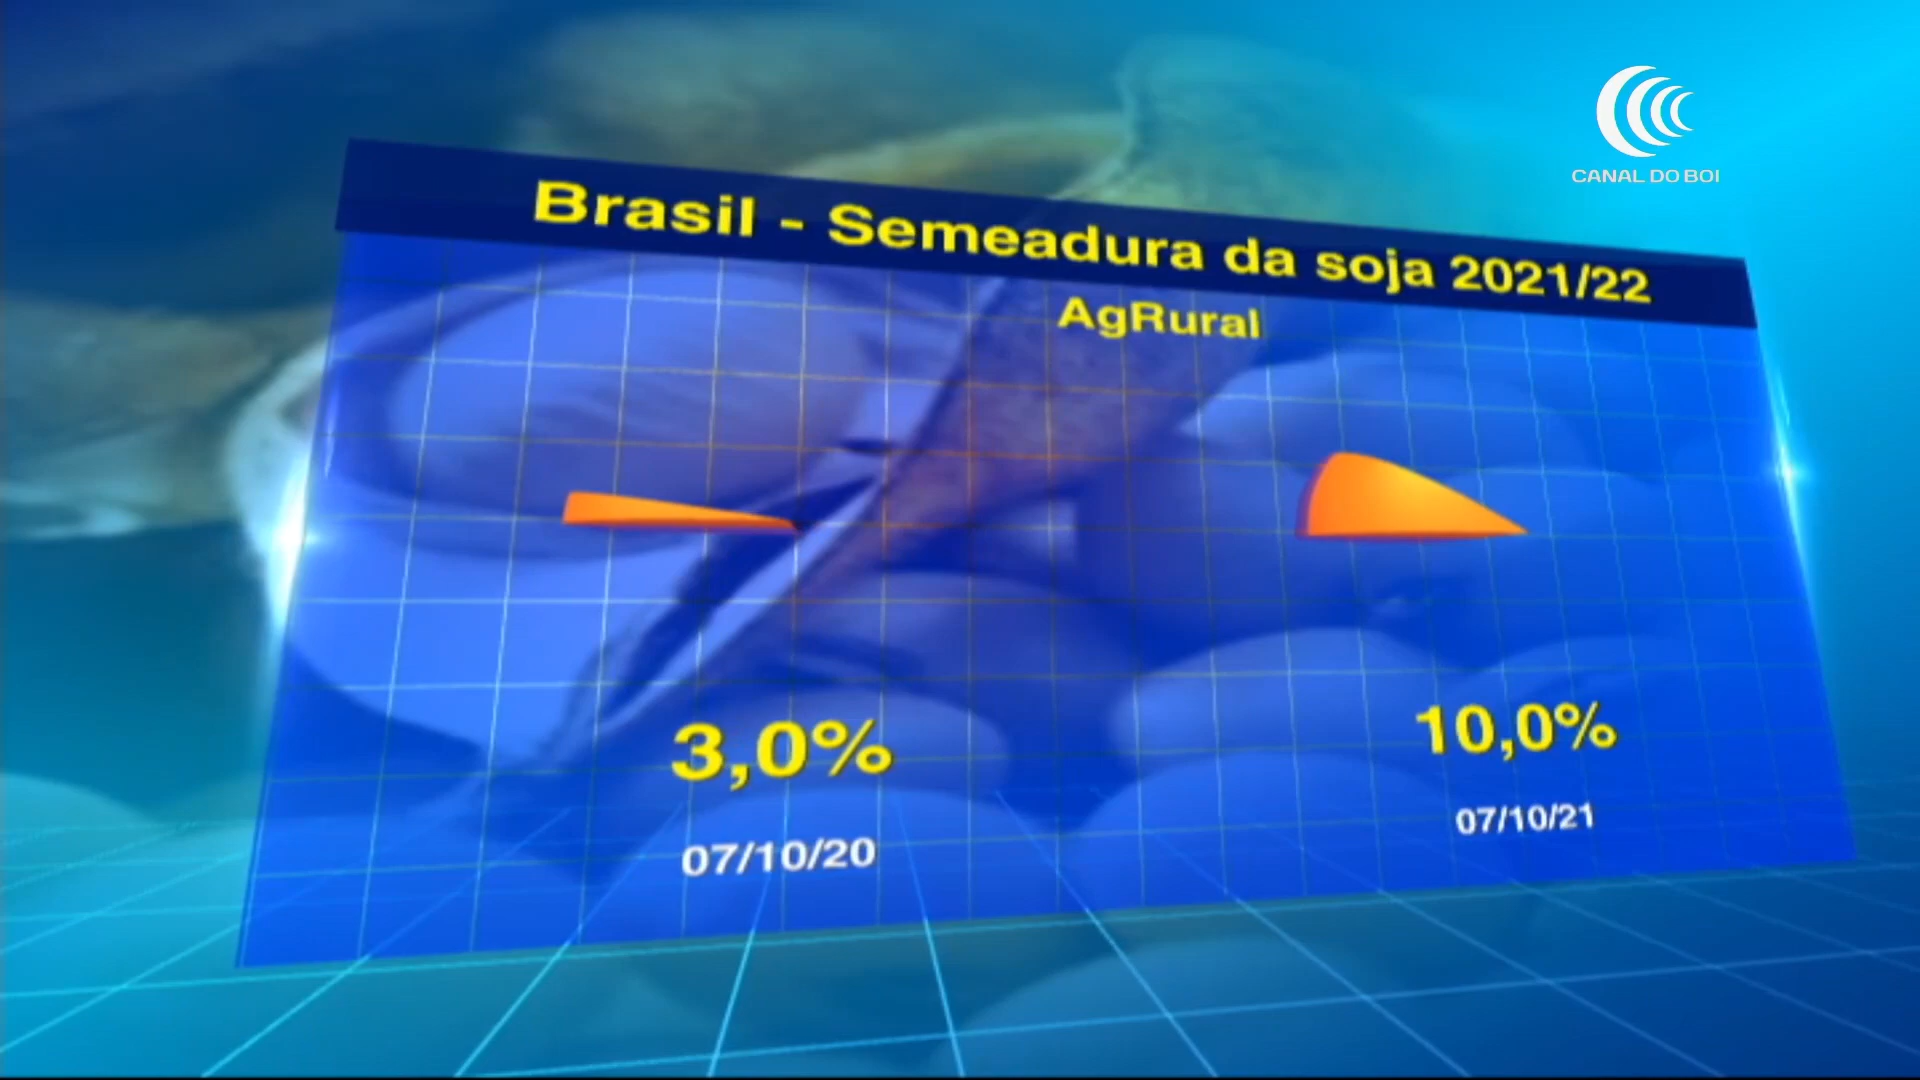 CANAL DO BOI
Brasil - Semeadura da soja 2021/22
AgRural
3,0%
10,0%
07/10/20
07/10/21